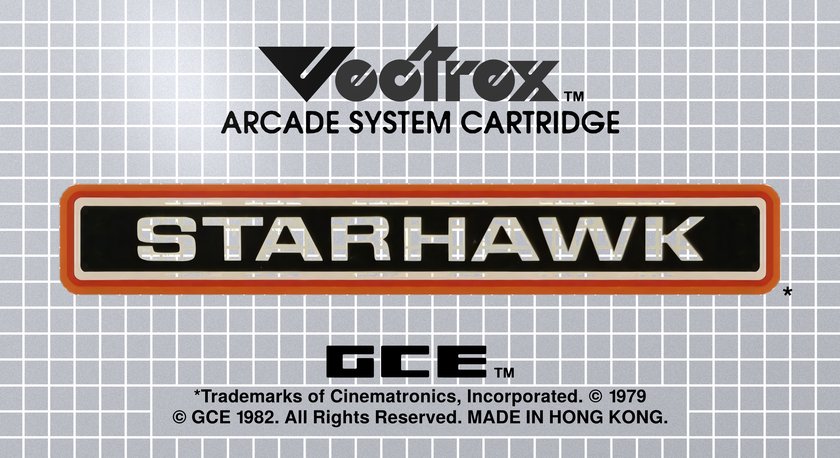 Vectrex™
ARCADE SYSTEM CARTRIDGE
STARHAWK
*
GCE™
*Trademarks of Cinematronics, Incorporated. © 1979
© GCE 1982. All Rights Reserved. MADE IN HONG KONG.